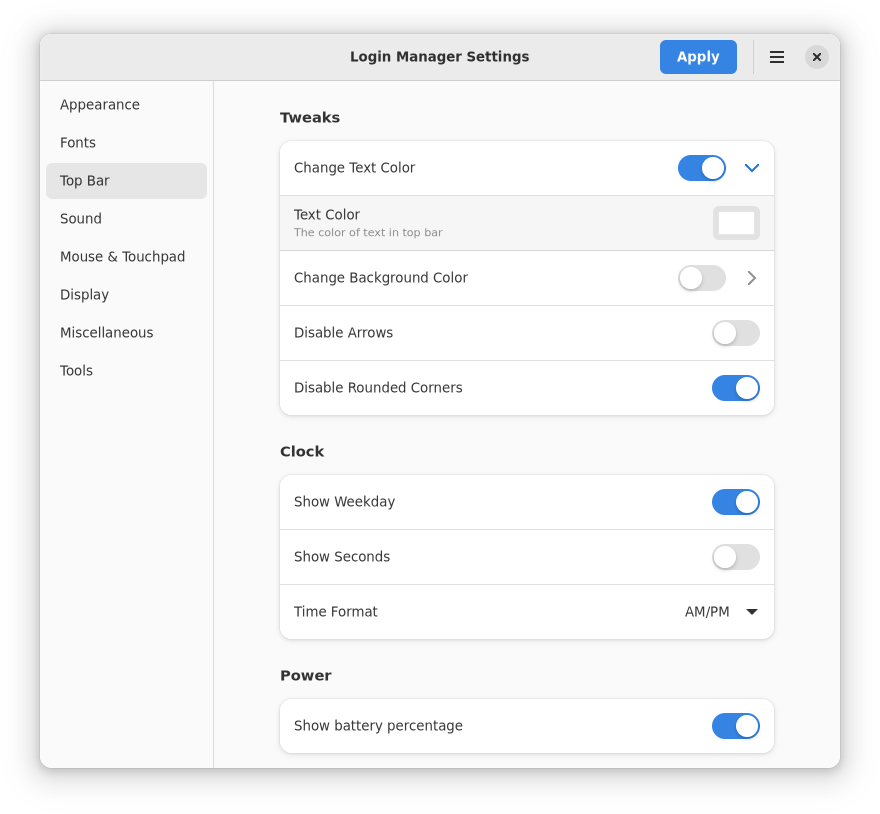 Login Manager Settings
Apply
Appearance
Fonts
Top Bar
Sound
Mouse & Touchpad
Display
Miscellaneous
Tools
Tweaks
Change Text Color
Text Color
The color of text in top bar
Change Background Color
Disable Arrows
Disable Rounded Corners
Clock
Show Weekday
Show Seconds
Time Format AM/PM
Power
Show battery percentage